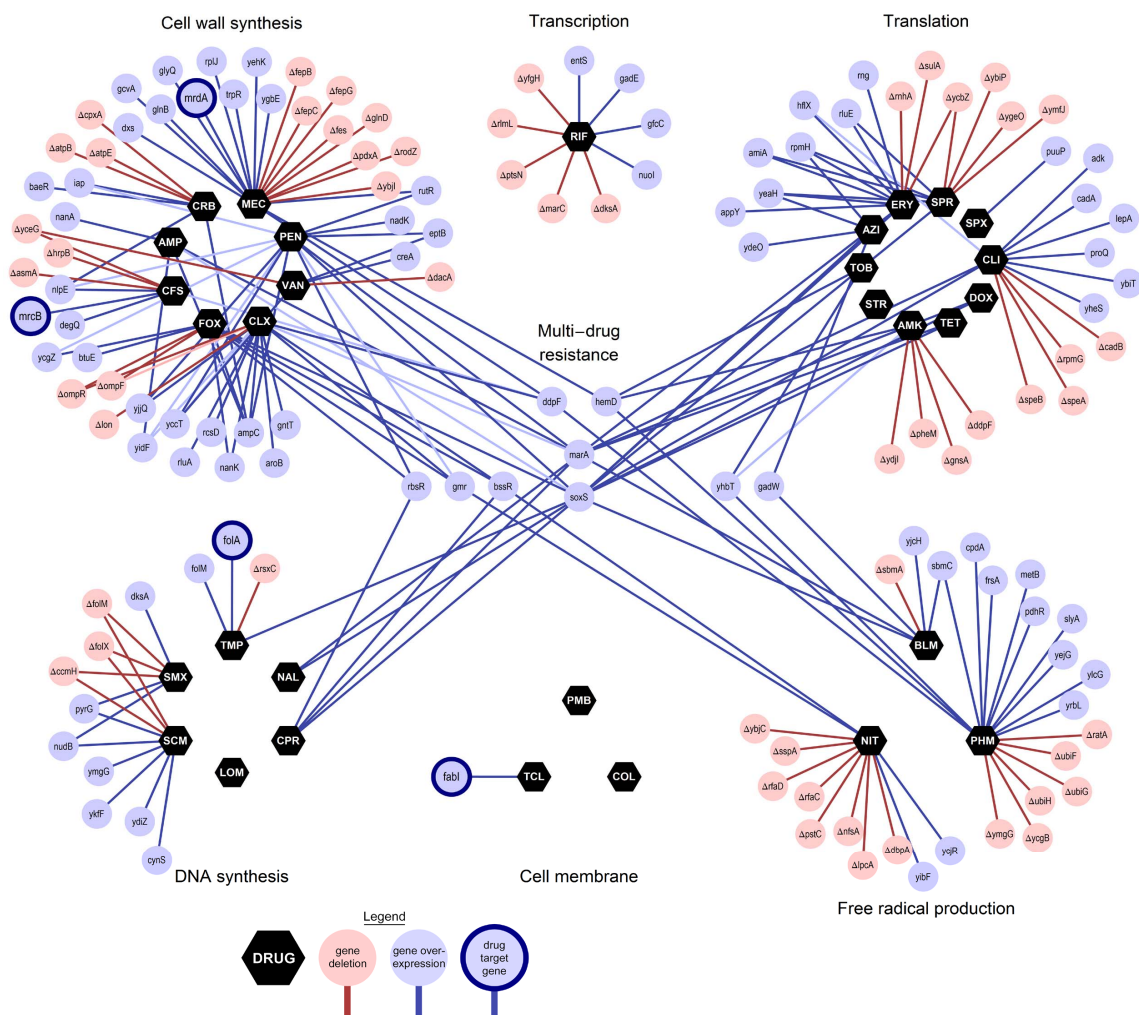 Cell wall synthesis
Transcription
Translation
rplJ
yehK
glyQ
ΔfepB
gcvA
mrdA
trpR
ygbE
ΔfepG
glnB
ΔfepC
ΔcpxA
dxs
Δfes
ΔglnD
ΔatpB
ΔatpE
ΔpdxA
ΔrodZ
baeR
iap
CRB
MEC
ΔybjI
rutR
nanA
PEN
nadK
ΔyceG
AMP
eptB
ΔhrpB
creA
ΔasmA
nlpE
CFS
VAN
ΔdacA
mrcB
degQ
FOX
CLX
ycgZ
btuE
ΔompR
ΔompF
Δlon
yjjQ
yccT
rcsD
ampC
gntT
yidF
rluA
nanK
aroB
entS
ΔyfgH
gadE
ΔrlmL
RIF
gfcC
ΔptsN
nuoI
ΔmarC
ΔdksA
ΔsulA
rng
ΔybiP
hflX
ΔrnhA
ΔycbZ
rluE
ΔygeO
ΔymfJ
amiA
rpmH
puuP
adk
yeaH
ERY
SPR
cadA
appY
AZI
SPX
lepA
ydeO
TOB
CLI
proQ
ybiT
STR
DOX
yheS
AMK
TET
ΔcadB
ΔrpmG
ΔspeB
ΔspeA
ΔddpF
ΔpheM
ΔydjI
ΔgnsA
Multi−drug
resistance
ddpF
hemD
marA
rbsR
gmr
bssR
soxS
yhbT
gadW
folA
folM
ΔrsxC
dksA
ΔfolM
ΔfolX
TMP
ΔccmH
SMX
NAL
pyrG
nudB
SCM
CPR
ymgG
LOM
ykfF
ydiZ
cynS
DNA synthesis
PMB
fabI
TCL
COL
Cell membrane
yjcH
cpdA
ΔsbmA
sbmC
frsA
metB
pdhR
slyA
BLM
yejG
ylcG
yrbL
ΔybjC
NIT
PHM
ΔratA
ΔsspA
ΔubiF
ΔrfaD
ΔrfaC
ΔubiG
ΔubiH
ΔpstC
ΔnfsA
ΔymgG
ΔycgB
ΔdbpA
ycjR
ΔlpcA
yibF
Free radical production
Legend
DRUG
gene
deletion
gene over-
expression
drug
target
gene